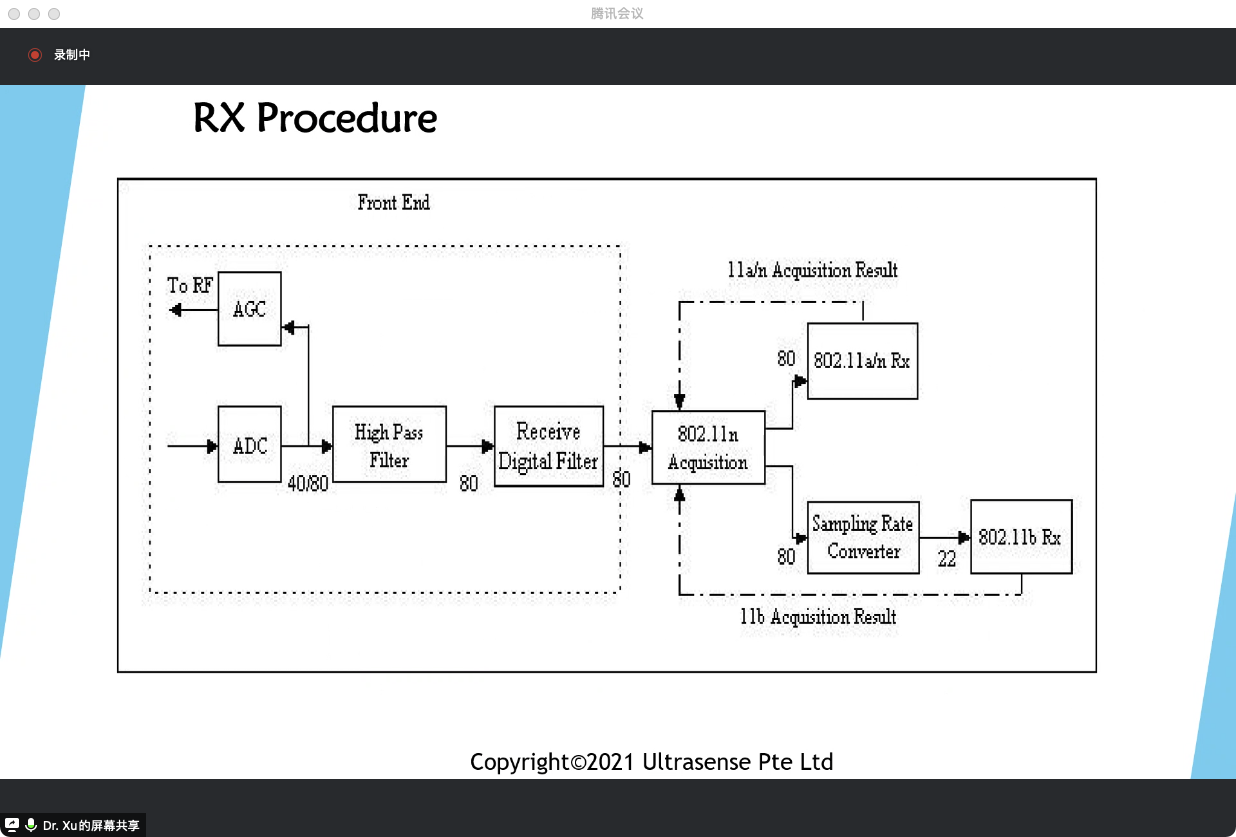 腾讯会议
录制中
RX Procedure
Front End
To RF
AGC
11a/n Acquisition Result
80
802.11a/n Rx
ADC
40/80
High Pass
Filter
80
Receive
Digital Filter
80
802.11n
Acquisition
80
Sampling Rate
Converter
22
802.11b Rx
11b Acquisition Result
Copyright©2021 Ultrasense Pte Ltd
Dr. Xu的屏幕共享